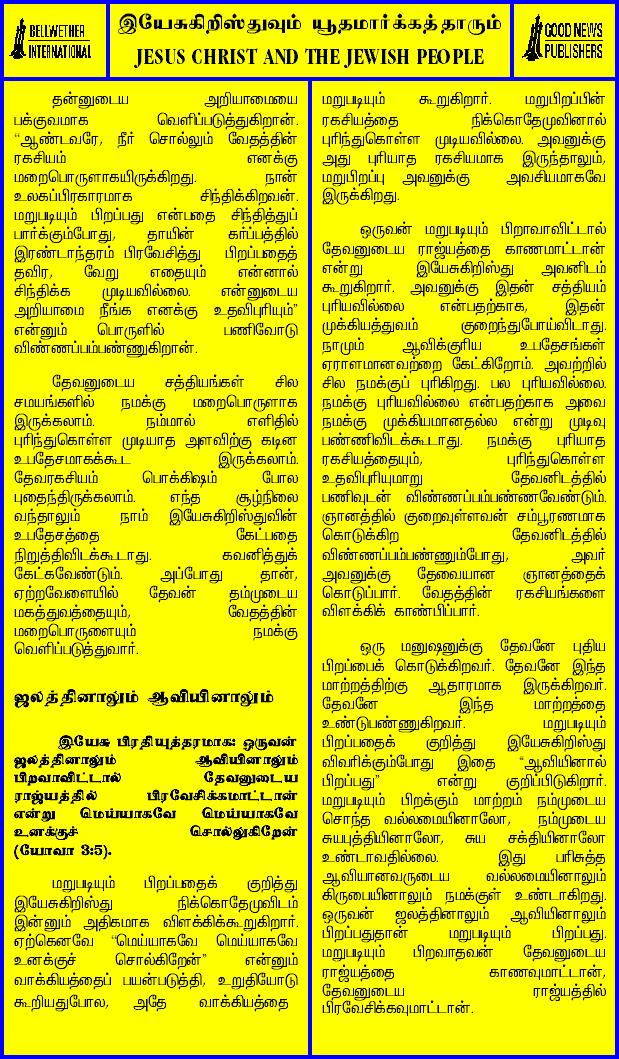 BELLWETHER
INTERNATIONAL
இயேசுகிறிஸ்துவும் யூதமார்க்கத்தாரும்
JESUS CHRIST AND THE JEWISH PEOPLE
GOOD NEWS
PUBLISHERS
தன்னுடைய அறியாமையை
பக்குவமாக வெளிப்படுத்துகிறான்.
“ஆண்டவரே, நீர் சொல்லும் வேதத்தின்
ரகசியம் எனக்கு
மறைபொருளாகயிருக்கிறது. நான்
உலகப்பிரகாரமாக சிந்திக்கிறவன்.
மறுபடியும் பிறப்பது என்பதை சிந்தித்துப்
பார்க்கும்போது, தாயின் கர்ப்பத்தில்
இரண்டாந்தரம் பிரவேசித்து பிறப்பதைத்
தவிர, வேறு எதையும் என்னால்
சிந்திக்க முடியவில்லை. என்னுடைய
அறியாமை நீங்க எனக்கு உதவிபுரியும்”
என்னும் பொருளில் பணிவோடு
விண்ணப்பம்பண்ணுகிறான்.
தேவனுடைய சத்தியங்கள் சில
சமயங்களில் நமக்கு மறைபொருளாக
இருக்கலாம். நம்மால் எளிதில்
புரிந்துகொள்ள முடியாத அளவிற்கு கடின
உபதேசமாகக்கூட இருக்கலாம்.
தேவரகசியம் பொக்கிஷம் போல
புதைந்திருக்கலாம். எந்த சூழ்நிலை
வந்தாலும் நாம் இயேசுகிறிஸ்துவின்
உபதேசத்தை கேட்பதை
நிறுத்திவிடக்கூடாது. கவனித்துக்
கேட்கவேண்டும். அப்போது தான்,
ஏற்றவேளையில் தேவன் தம்முடைய
மகத்துவத்தையும், வேதத்தின்
மறைபொருளையும் நமக்கு
வெளிப்படுத்துவார்.
ஜலத்தினாலும் ஆவியினாலும்
இயேசு பிரதியுத்தரமாக: ஒருவன்
ஜலத்தினாலும் ஆவியினாலும்
பிறவாவிட்டால் தேவனுடைய
ராஜ்யத்தில் பிரவேசிக்கமாட்டான்
என்று மெய்யாகவே மெய்யாகவே
உனக்குச் சொல்லுகிறேன்
(யோவா 3:5).
மறுபடியும் பிறப்பதைக் குறித்து
இயேசுகிறிஸ்து நிக்கொதேமுவிடம்
இன்னும் அதிகமாக விளக்கிக்கூறுகிறார்.
ஏற்கெனவே “மெய்யாகவே மெய்யாகவே
உனக்குச் சொல்கிறேன்” என்னும்
வாக்கியத்தைப் பயன்படுத்தி, உறுதியோடு
கூறியதுபோல, அதே வாக்கியத்தை
மறுபடியும் கூறுகிறார். மறுபிறப்பின்
ரகசியத்தை நிக்கொதேமுவினால்
புரிந்துகொள்ள முடியவில்லை. அவனுக்கு
அது புரியாத ரகசியமாக இருந்தாலும்,
மறுபிறப்பு அவனுக்கு அவசியமாகவே
இருக்கிறது.
ஒருவன் மறுபடியும் பிறாவாவிட்டால்
தேவனுடைய ராஜ்யத்தை காணமாட்டான்
என்று இயேசுகிறிஸ்து அவனிடம்
கூறுகிறார். அவனுக்கு இதன் சத்தியம்
புரியவில்லை என்பதற்காக, இதன்
முக்கியத்துவம் குறைந்துபோய்விடாது.
நாமும் ஆவிக்குரிய உபதேசங்கள்
ஏராளமானவற்றை கேட்கிறோம். அவற்றில்
சில நமக்குப் புரிகிறது. பல புரியவில்லை.
நமக்கு புரியவில்லை என்பதற்காக அவை
நமக்கு முக்கியமானதல்ல என்று முடிவு
பண்ணிவிடக்கூடாது. நமக்கு புரியாத
ரகசியத்தையும், புரிந்துகொள்ள
உதவிபுரியுமாறு தேவனிடத்தில்
பணிவுடன் விண்ணப்பம்பண்ணவேண்டும்.
ஞானத்தில் குறைவுள்ளவன் சம்பூரணமாக
கொடுக்கிற தேவனிடத்தில்
விண்ணப்பம்பண்ணும்போது, அவர்
அவனுக்கு தேவையான ஞானத்தைக்
கொடுப்பார். வேதத்தின் ரகசியங்களை
விளக்கிக் காண்பிப்பார்.
ஒரு மனுஷனுக்கு தேவனே புதிய
பிறப்பைக் கொடுக்கிறவர். தேவனே இந்த
மாற்றத்திற்கு ஆதாரமாக இருக்கிறவர்.
தேவனே இந்த மாற்றத்தை
உண்டுபண்ணுகிறவர். மறுபடியும்
பிறப்பதைக் குறித்து இயேசுகிறிஸ்து
விவரிக்கும்போது இதை “ஆவியினால்
பிறப்பது” என்று குறிப்பிடுகிறார்.
மறுபடியும் பிறக்கும் மாற்றம் நம்முடைய
சொந்த வல்லமையினாலோ, நம்முடைய
சுயபுத்தியினாலோ, சுய சக்தியினாலோ
உண்டாவதில்லை. இது பரிசுத்த
ஆவியானவருடைய வல்லமையினாலும்
கிருபையினாலும் நமக்குள் உண்டாகிறது.
ஒருவன் ஜலத்தினாலும் ஆவியினாலும்
பிறப்பதுதான் மறுபடியும் பிறப்பது.
மறுபடியும் பிறவாதவன் தேவனுடைய
ராஜ்யத்தை காணவுமாட்டான்,
தேவனுடைய ராஜ்யத்தில்
பிரவேசிக்கவுமாட்டான்.